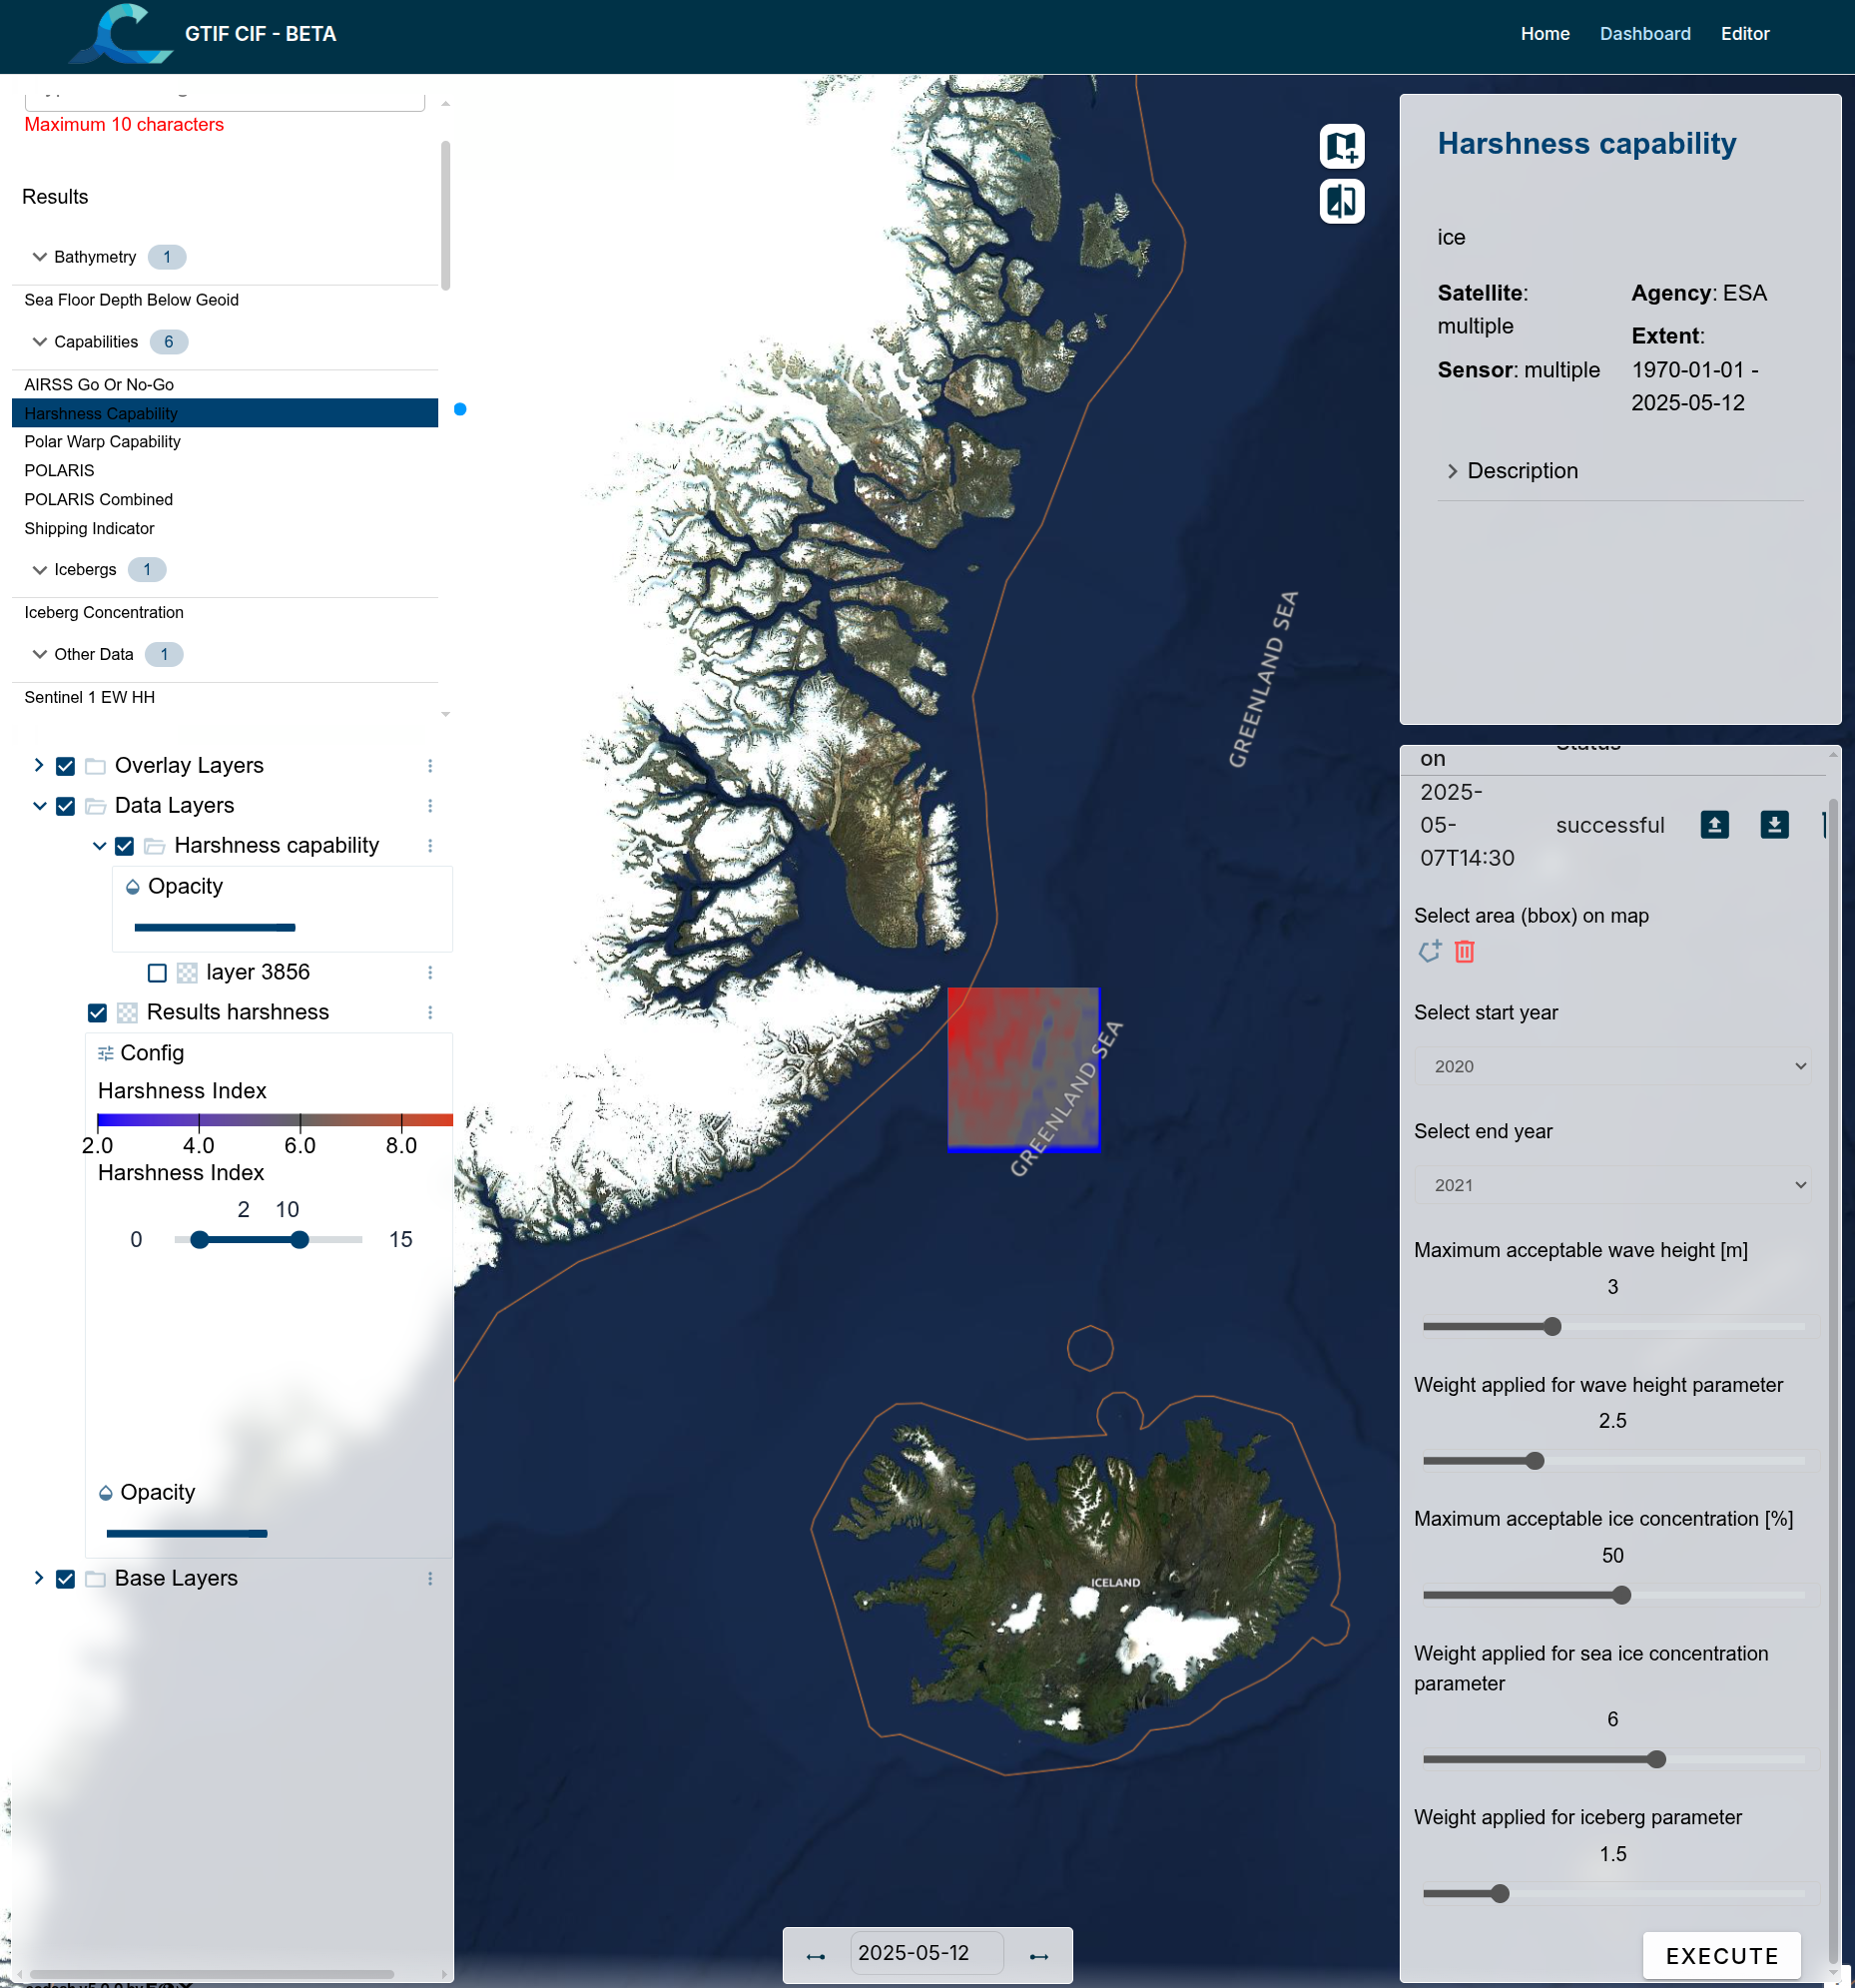 GTIF CIF - BETA
Home
Dashboard
Editor
Maximum 10 characters
Results
Bathymetry 1
Sea Floor Depth Below Geoid
Capabilities 6
AIRSS Go Or No-Go
Harshness Capability
Polar Warp Capability
POLARIS
POLARIS Combined
Shipping Indicator
Icebergs 1
Iceberg Concentration
Other Data 1
Sentinel 1 EW HH
Overlay Layers
Data Layers
Harshness capability
Opacity
layer 3856
Results harshness
Config
Harshness Index
2.0 4.0 6.0 8.0
Harshness Index
2 10
0 15
Opacity
Base Layers
GREENLAND SEA
GREENLAND SEA
ICELAND
2025-05-12
Harshness capability
ice
Satellite:
multiple
Sensor: multiple
Agency: ESA
Extent:
1970-01-01 -
2025-05-12
Description
Status
on
2025-
05-
07T14:30
successful
Select area (bbox) on map
Select start year
2020
Select end year
2021
Maximum acceptable wave height [m]
3
Weight applied for wave height parameter
2.5
Maximum acceptable ice concentration [%]
50
Weight applied for sea ice concentration
parameter
6
Weight applied for iceberg parameter
1.5
EXECUTE